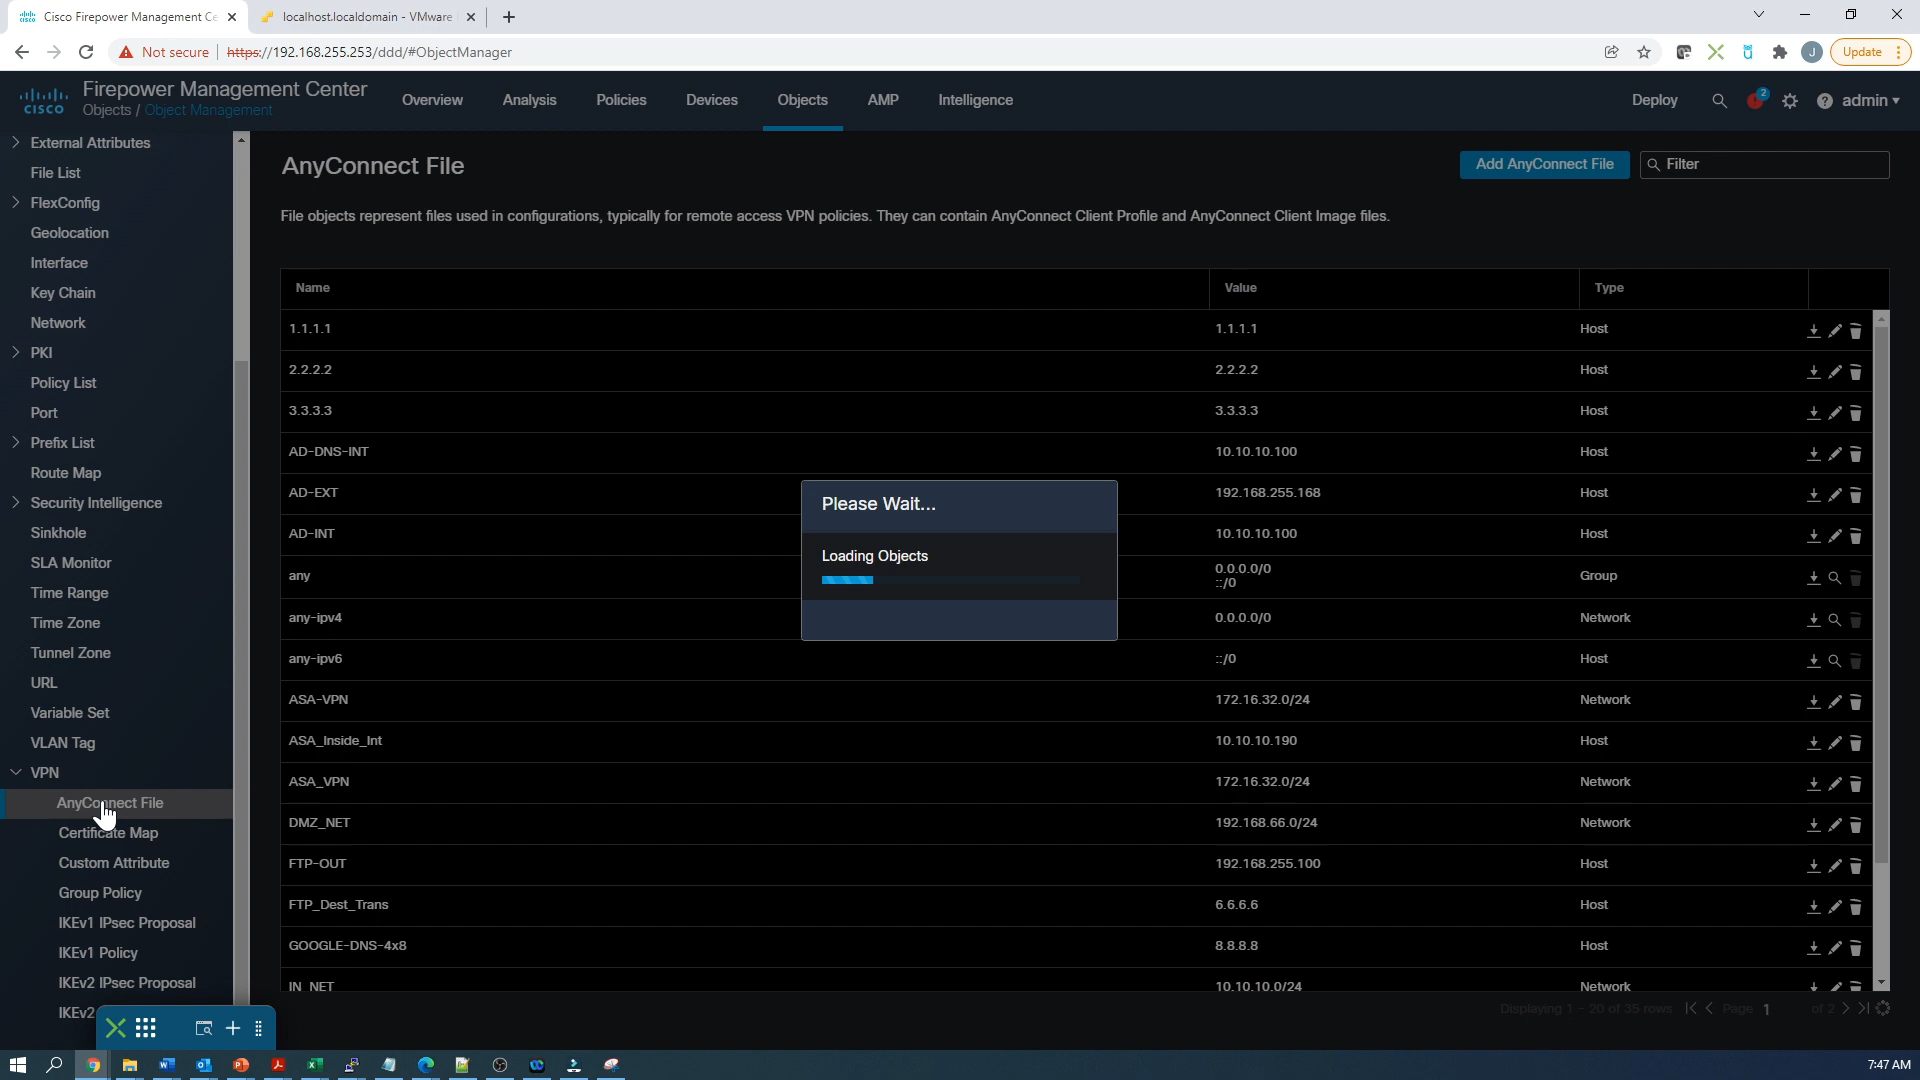 Cisco Firepower Management Ce
localhost.localdomain - VMware
Not secure
https://192.168.255.253/ddd/#ObjectManager
J
Update
CISCO
Firepower Management Center
Objects / Object Management
Overview
Analysis
Policies
Devices
Objects
AMP
Intelligence
Deploy
2
admin
External Attributes
File List
FlexConfig
Geolocation
Interface
Key Chain
Network
PKI
Policy List
Port
Prefix List
Route Map
Security Intelligence
Sinkhole
SLA Monitor
Time Range
Time Zone
Tunnel Zone
URL
Variable Set
VLAN Tag
VPN
AnyConnect File
Certificate Map
Custom Attribute
Group Policy
IKEv1 IPsec Proposal
IKEv1 Policy
IKEv2 IPsec Proposal
IKEv2
AnyConnect File
Add AnyConnect File
Filter
File objects represent files used in configurations, typically for remote access VPN policies. They can contain AnyConnect Client Profile and AnyConnect Client Image files.
Name Value Type
1.1.1.1 1.1.1.1 Host
2.2.2.2 2.2.2.2 Host
3.3.3.3 3.3.3.3 Host
AD-DNS-INT 10.10.10.100 Host
AD-EXT 192.168.255.168 Host
AD-INT 10.10.10.100 Host
any 0.0.0.0/0 Group
::/0
any-ipv4 0.0.0.0/0 Network
any-ipv6 ::/0 Host
ASA-VPN 172.16.32.0/24 Network
ASA_Inside_Int 10.10.10.190 Host
ASA_VPN 172.16.32.0/24 Network
DMZ_NET 192.168.66.0/24 Network
FTP-OUT 192.168.255.100 Host
FTP_Dest_Trans 6.6.6.6 Host
GOOGLE-DNS-4x8 8.8.8.8 Host
IN_NET 10.10.10.0/24 Network
Please Wait...
Loading Objects
Displaying 1 - 20 of 35 rows Page 1 of 2
7:47 AM